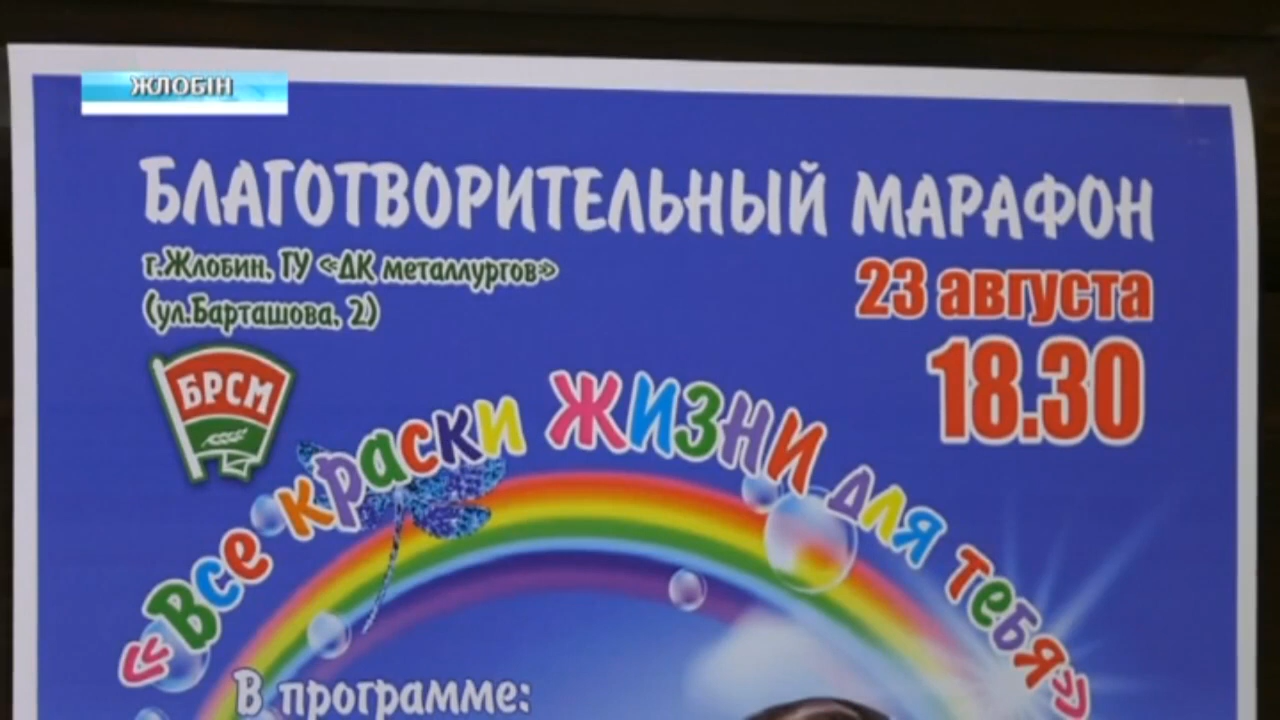 ЖЛОБІН
БЛАГОТВОРИТЕЛЬНЫЙ МАРАФОН
г.Жлобин, ГУ «ДК металлургов»
(ул.Барташова, 2)
23 августа
18.30
БРСМ
«Все краски ЖИЗНИ для тебя»
В программе: